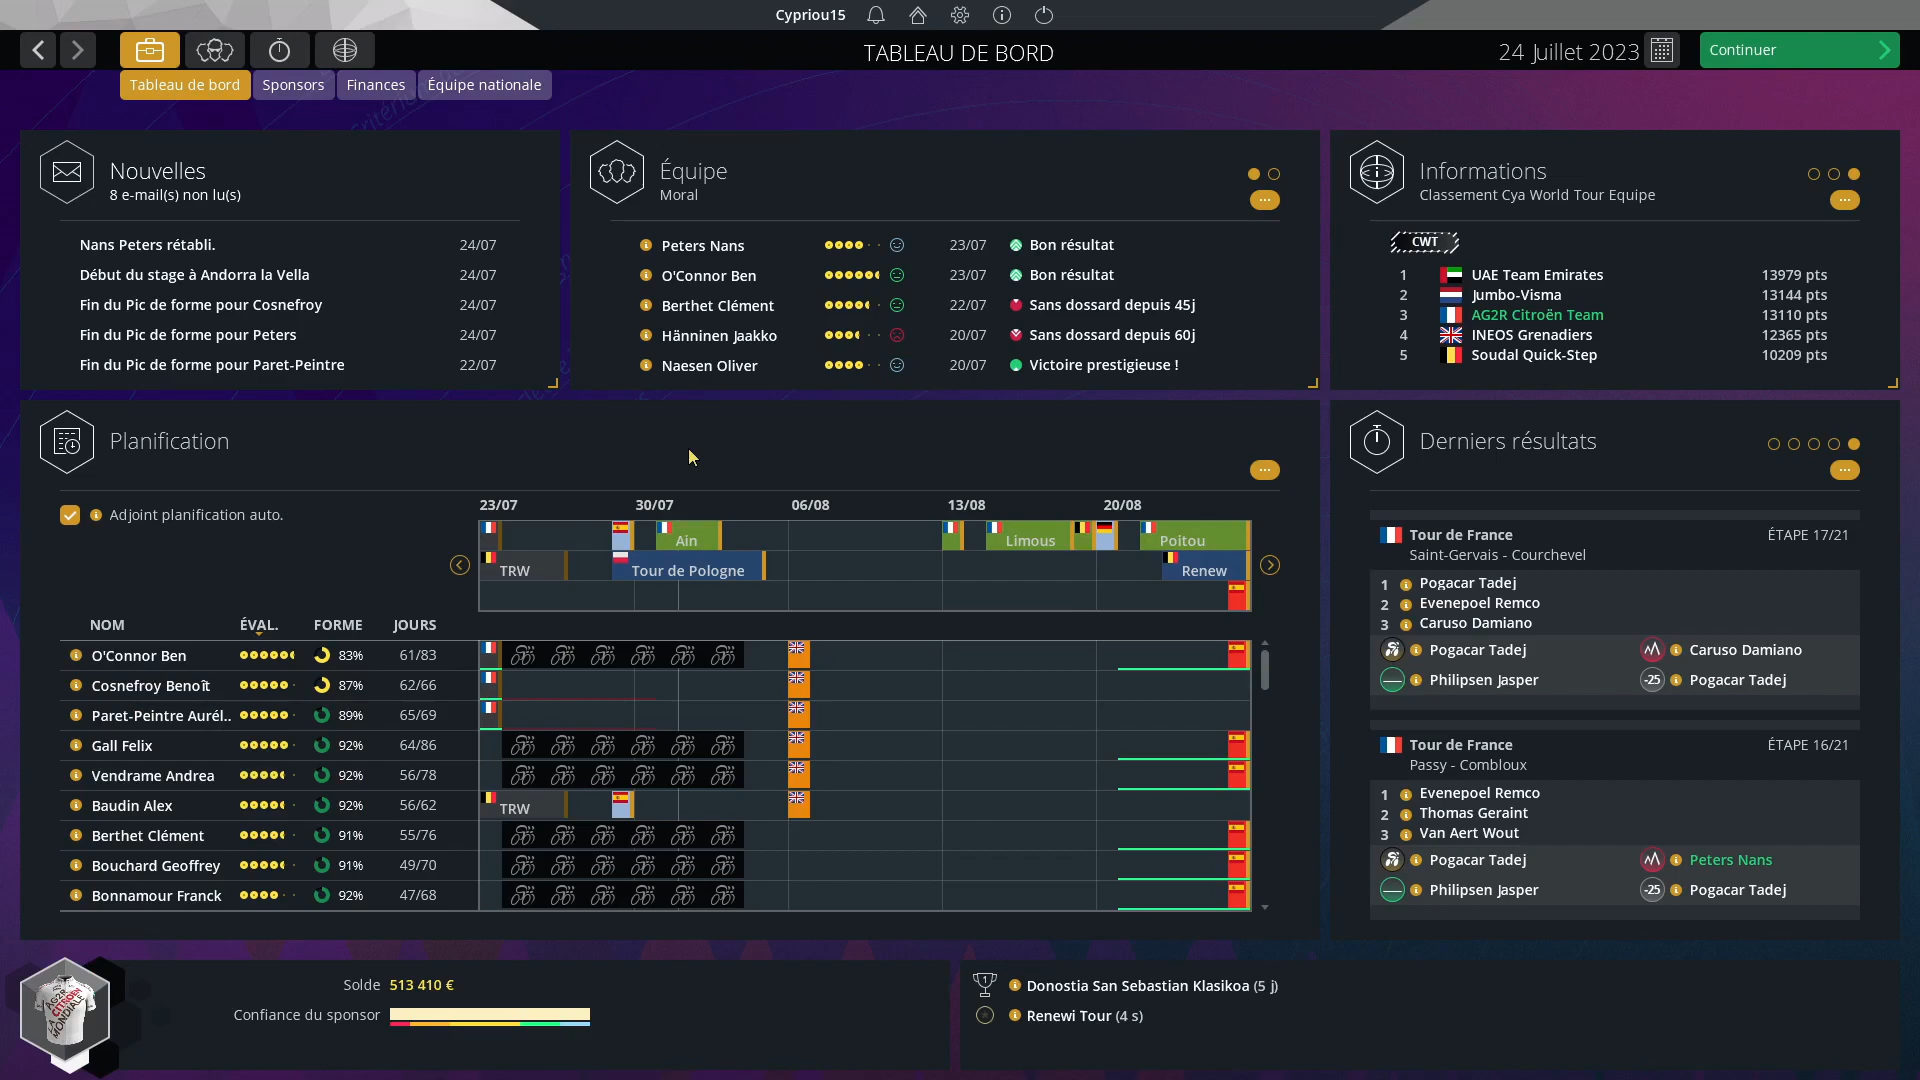 Cypriou15
TABLEAU DE BORD
24 Juillet 2023
Continuer
Tableau de bord
Sponsors
Finances
Équipe nationale
Nouvelles
8 e-mail(s) non lu(s)
Nans Peters rétabli. 24/07
Début du stage à Andorra la Vella 24/07
Fin du Pic de forme pour Cosnefroy 24/07
Fin du Pic de forme pour Peters 24/07
Fin du Pic de forme pour Paret-Peintre 22/07
Équipe
Moral
Peters Nans 23/07 Bon résultat
O'Connor Ben 23/07 Bon résultat
Berthet Clément 22/07 Sans dossard depuis 45j
Hänninen Jaakko 20/07 Sans dossard depuis 60j
Naesen Oliver 20/07 Victoire prestigieuse !
Informations
Classement Cya World Tour Equipe
CWT
1 UAE Team Emirates 13979 pts
2 Jumbo-Visma 13144 pts
3 AG2R Citroën Team 13110 pts
4 INEOS Grenadiers 12365 pts
5 Soudal Quick-Step 10209 pts
Planification
Adjoint planification auto.
23/07 30/07 06/08 13/08 20/08
Ain Limous Poitou
TRW Tour de Pologne Renew
NOM ÉVAL. FORME JOURS
O'Connor Ben 83% 61/83
Cosnefroy Benoît 87% 62/66
Paret-Peintre Aurél.. 89% 65/69
Gall Felix 92% 64/86
Vendrame Andrea 92% 56/78
Baudin Alex 92% 56/62 TRW
Berthet Clément 91% 55/76
Bouchard Geoffrey 91% 49/70
Bonnamour Franck 92% 47/68
Derniers résultats
Tour de France ÉTAPE 17/21
Saint-Gervais - Courchevel
1 Pogacar Tadej
2 Evenepoel Remco
3 Caruso Damiano
Pogacar Tadej Caruso Damiano
Philipsen Jasper -25 Pogacar Tadej
Tour de France ÉTAPE 16/21
Passy - Combloux
1 Evenepoel Remco
2 Thomas Geraint
3 Van Aert Wout
Pogacar Tadej Peters Nans
Philipsen Jasper -25 Pogacar Tadej
AG2R
CITROËN
LA MONDIALE
Solde 513 410 €
Confiance du sponsor
1 Donostia San Sebastian Klasikoa (5 j)
Renewi Tour (4 s)